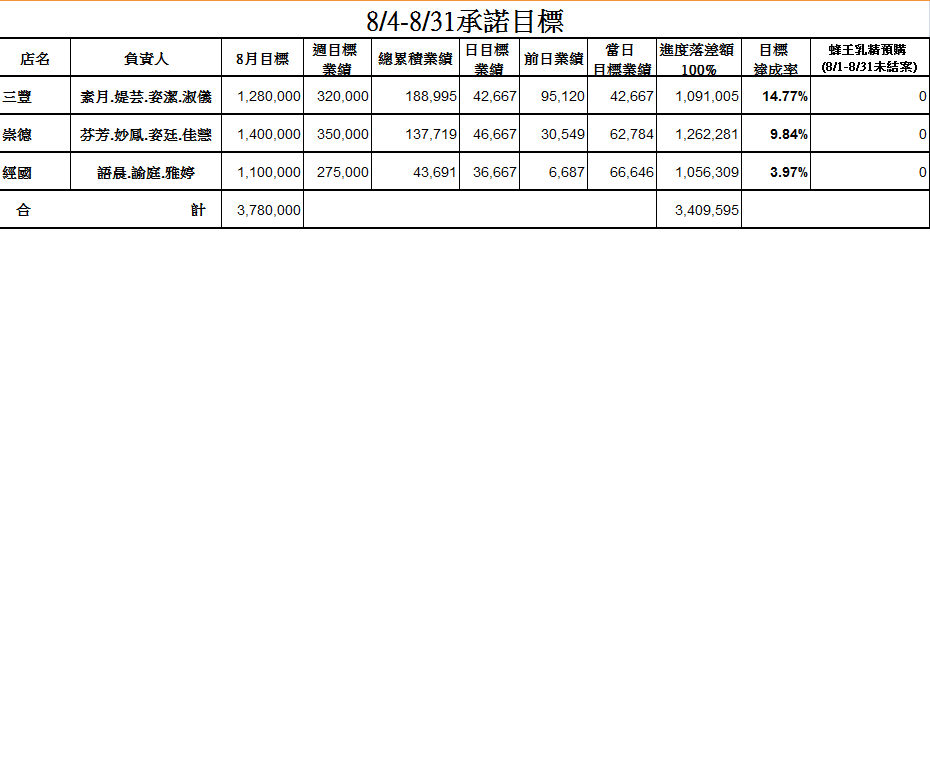 8/4-8/31承諾目標
店名 負責人 8月目標 週目標業績 總累積業績 日目標業績 前日業績 當日目標業績 進度落差額100% 目標達成率 蜂王乳精預購(8/1-8/31未結案)
三豐 素月.媞芸.姿潔.淑儀 1,280,000 320,000 188,995 42,667 95,120 42,667 1,091,005 14.77% 0
崇德 芬芳.妙鳳.姿廷.佳慧 1,400,000 350,000 137,719 46,667 30,549 62,784 1,262,281 9.84% 0
經國 語晨.諭庭.雅婷 1,100,000 275,000 43,691 36,667 6,687 66,646 1,056,309 3.97% 0
合 計 3,780,000 3,409,595